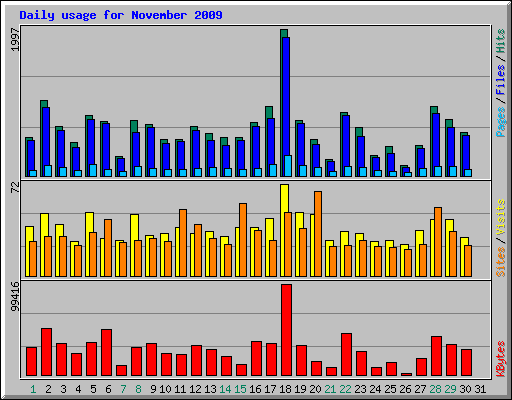 Daily usage for November 2009
1997
Pages / Files / Hits
72
Sites / Visits
99416
KBytes
1 2 3 4 5 6 7 8 9 10 11 12 13 14 15 16 17 18 19 20 21 22 23 24 25 26 27 28 29 30 31